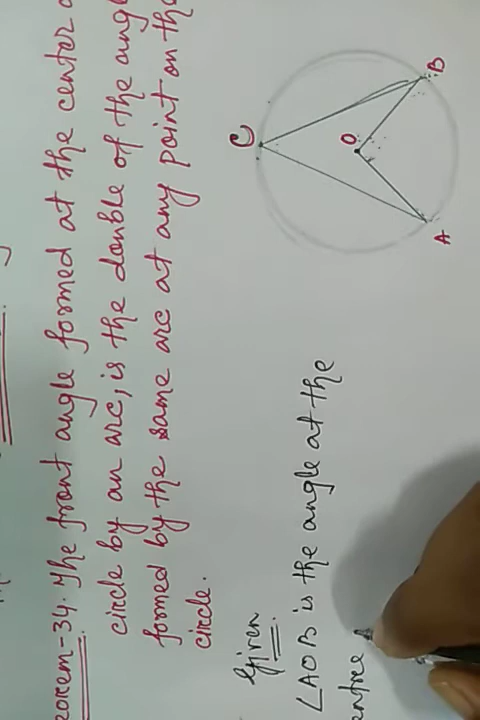 Theorem-34. The front angle formed at the center
circle by an arc, is the double of the angle
formed by the same arc at any point on the
circle.
Given
∠AOB is the angle at the
centre
C
O
B
A